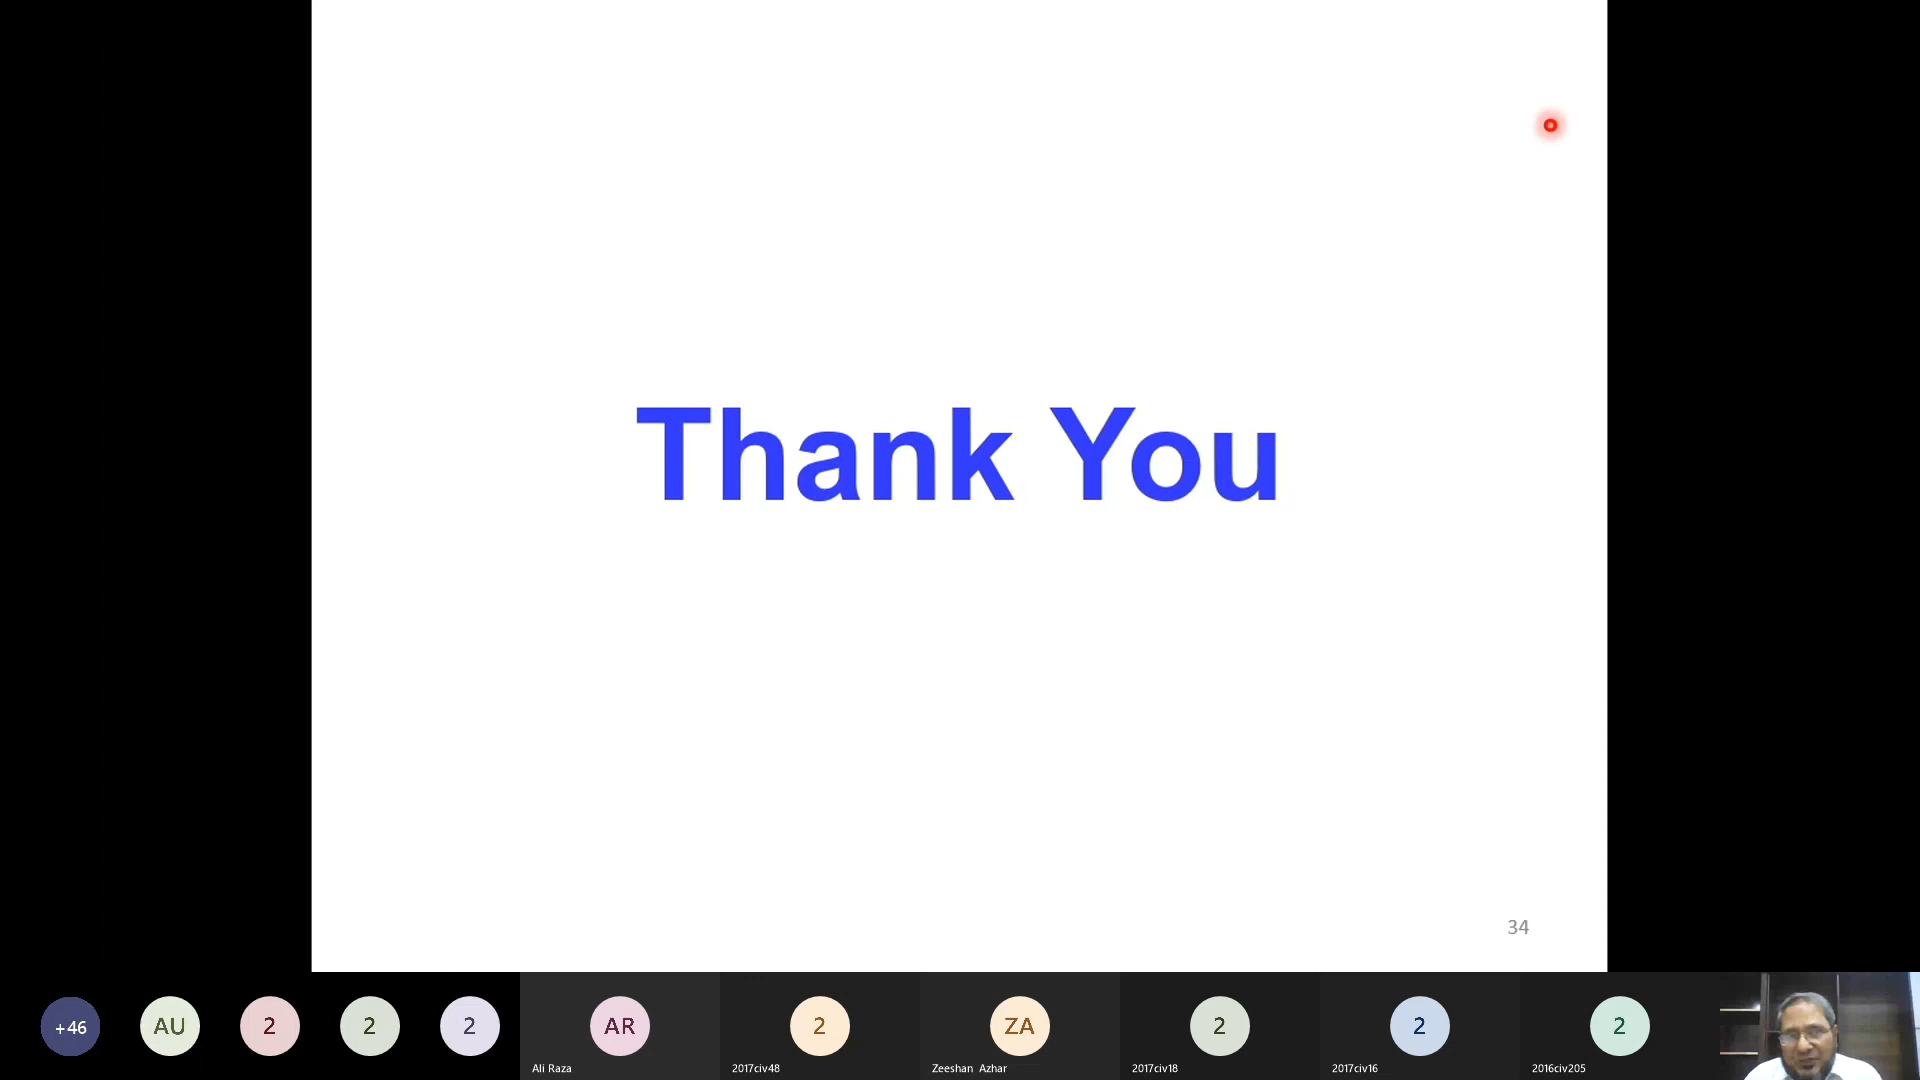 Thank You
34
+46
AU
2
2
2
AR
2
ZA
2
2
2
Ali Raza
2017civ48
Zeeshan Azhar
2017civ18
2017civ16
2016civ205